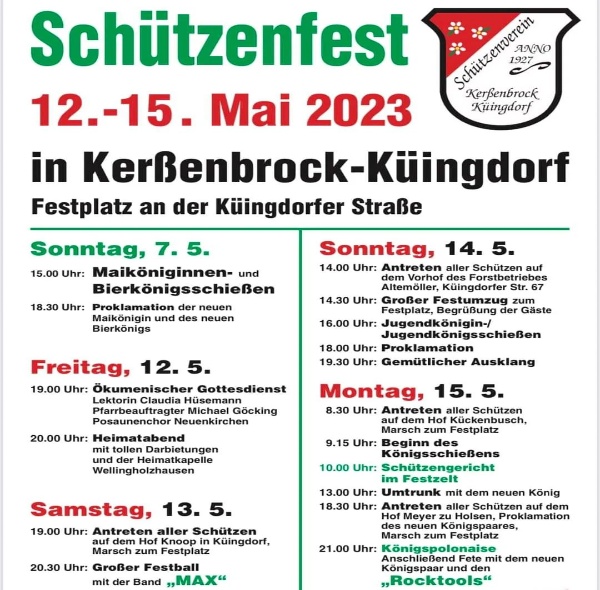 Schützenfest
12.-15. Mai 2023
Schützenverein
ANNO
1927
Kerßenbrock
Küingdorf
in Kerßenbrock-Küingdorf
Festplatz an der Küingdorfer Straße
Sonntag, 7. 5.
15.00 Uhr: Maiköniginnen- und
Bierkönigsschießen
18.30 Uhr: Proklamation der neuen
Maikönigin und des neuen
Bierkönigs
Freitag, 12. 5.
19.00 Uhr: Ökumenischer Gottesdienst
Lektorin Claudia Hüsemann
Pfarrbeauftragter Michael Göcking
Posaunenchor Neuenkirchen
20.00 Uhr: Heimatabend
mit tollen Darbietungen
und der Heimatkapelle
Wellingholzhausen
Samstag, 13. 5.
19.00 Uhr: Antreten aller Schützen
auf dem Hof Knoop in Küingdorf,
Marsch zum Festplatz
20.30 Uhr: Großer Festball
mit der Band „MAX“
Sonntag, 14. 5.
14.00 Uhr: Antreten aller Schützen auf
dem Vorhof des Forstbetriebes
Altemöller, Küingdorfer Str. 67
14.30 Uhr: Großer Festumzug zum
Festplatz, Begrüßung der Gäste
16.00 Uhr: Jugendkönigin-/
Jugendkönigsschießen
18.00 Uhr: Proklamation
19.30 Uhr: Gemütlicher Ausklang
Montag, 15. 5.
8.30 Uhr: Antreten aller Schützen
auf dem Hof Kückenbusch,
Marsch zum Festplatz
9.15 Uhr: Beginn des
Königsschießens
10.00 Uhr: Schützengericht
im Festzelt
13.00 Uhr: Umtrunk mit dem neuen König
18.30 Uhr: Antreten aller Schützen auf dem
Hof Meyer zu Holsen, Proklamation
des neuen Königspaares,
Marsch zum Festplatz
21.00 Uhr: Königspolonaise
Anschließend Fete mit dem neuen
Königspaar und den
„Rocktools“